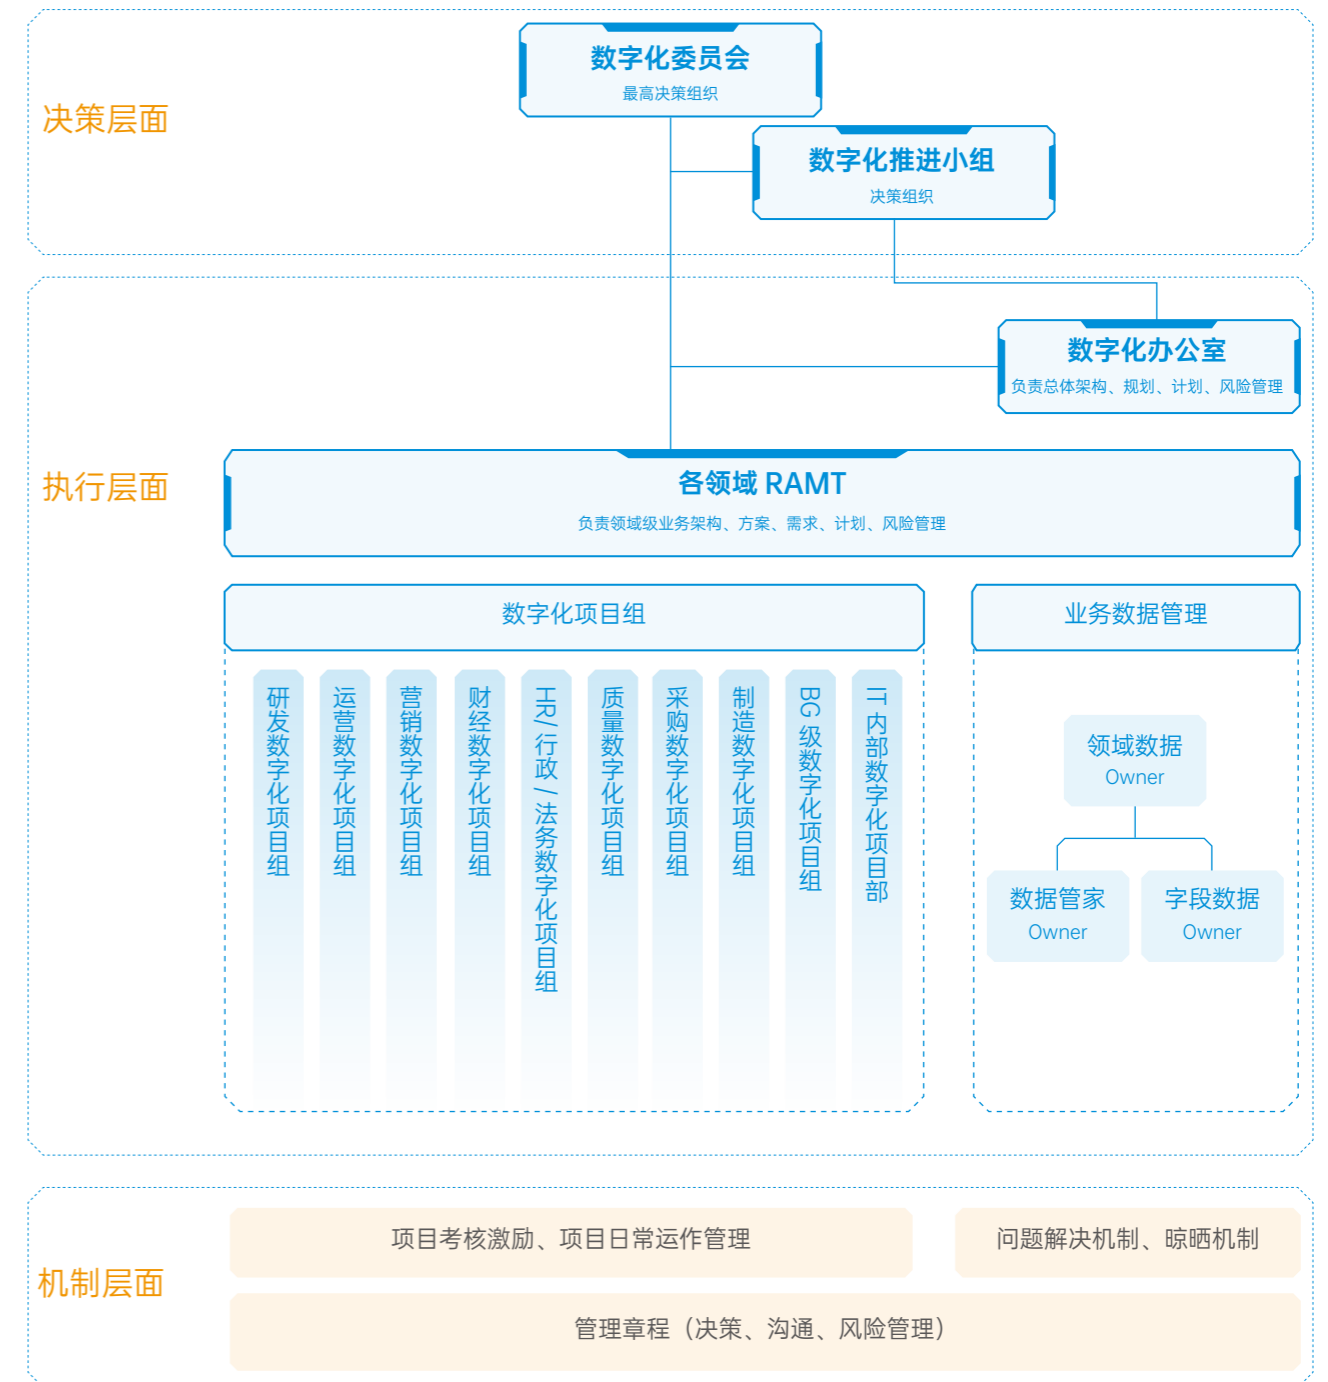 决策层面
数字化委员会
最高决策组织
数字化推进小组
决策组织
执行层面
数字化办公室
负责总体架构、规划、计划、风险管理
各领域 RAMT
负责领域级业务架构、方案、需求、计划、风险管理
数字化项目组
研发数字化项目组
运营数字化项目组
营销数字化项目组
财经数字化项目组
HR/ 行政 / 法务数字化项目组
质量数字化项目组
采购数字化项目组
制造数字化项目组
BG 级数字化项目组
IT 内部数字化项目部
业务数据管理
领域数据
Owner
数据管家
Owner
字段数据
Owner
机制层面
项目考核激励、项目日常运作管理
问题解决机制、晾晒机制
管理章程（决策、沟通、风险管理）